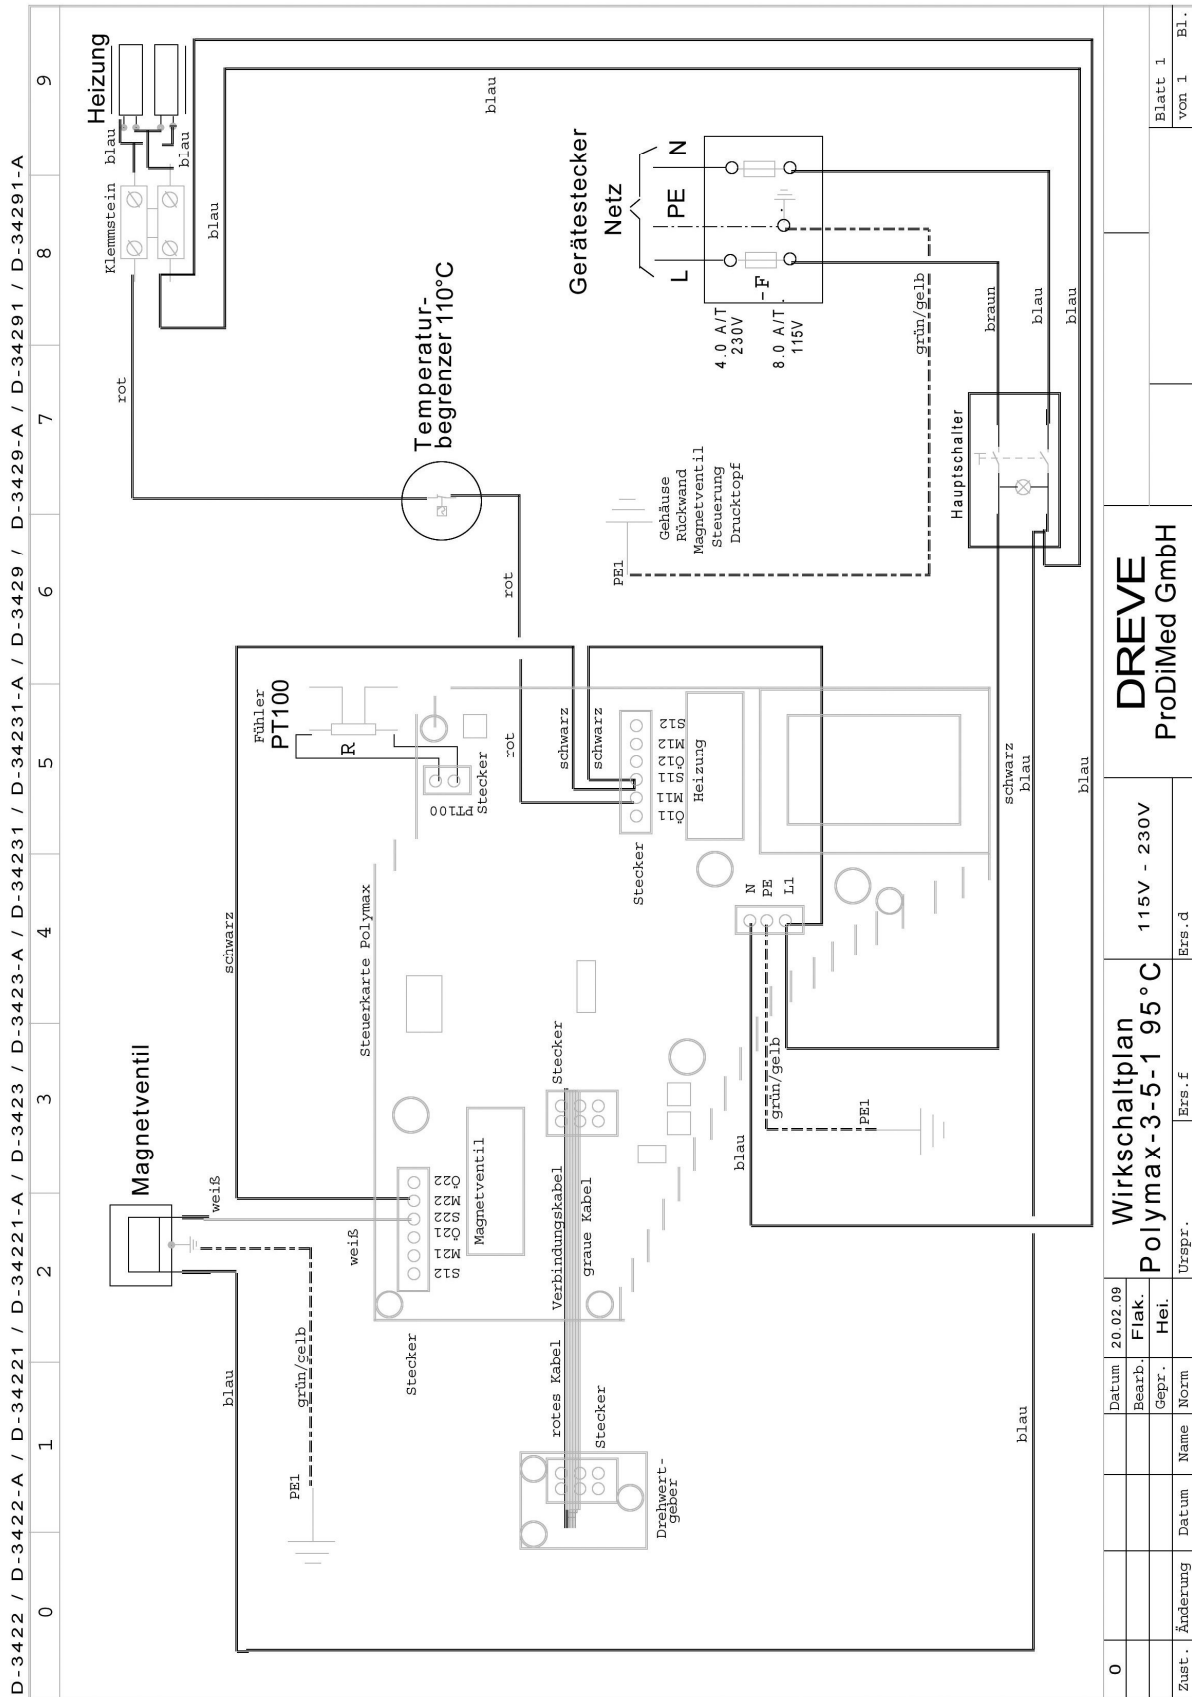 D-3422 / D-3422-A / D-34221 / D-34221-A / D-3423 / D-3423-A / D-34231 / D-34231-A / D-3429 / D-3429-A / D-34291 / D-34291-A
0 1 2 3 4 5 6 7 8 9
Heizung
blau
blau
Klemmstein
blau
blau
rot
Temperatur-
begrenzer 110°C
rot
Gerätestecker
Netz
L PE N
-F
4.0 A/T
230V
8.0 A/T
115V
grün/gelb
braun
blau
blau
Hauptschalter
PE1
Gehäuse
Rückwand
Magnetventil
Steuerung
Drucktopf
Fühler
PT100
R
PT100
Stecker
rot
schwarz
schwarz
Ö11
M11
S11
Ö12
M12
S12
Heizung
Stecker
N
PE
L1
schwarz
blau
blau
schwarz
Steuerkarte Polymax
Magnetventil
weiß
weiß
S12
M21
Ö21
S22
M22
Ö22
Magnetventil
Stecker
Stecker
Verbindungskabel
graue Kabel
rotes Kabel
Stecker
Drehwert-
geber
blau
grün/gelb
PE1
blau
grün/celb
PE1
blau
0
Zust.
Änderung
Datum
Name
Datum
20.02.09
Bearb.
Flak.
Gepr.
Hei.
Norm
Wirkschaltplan
Polymax-3-5-1 95°C
115V - 230V
Urspr.
Ers.f
Ers.d
DREVE
ProDiMed GmbH
Blatt 1
von 1 Bl.